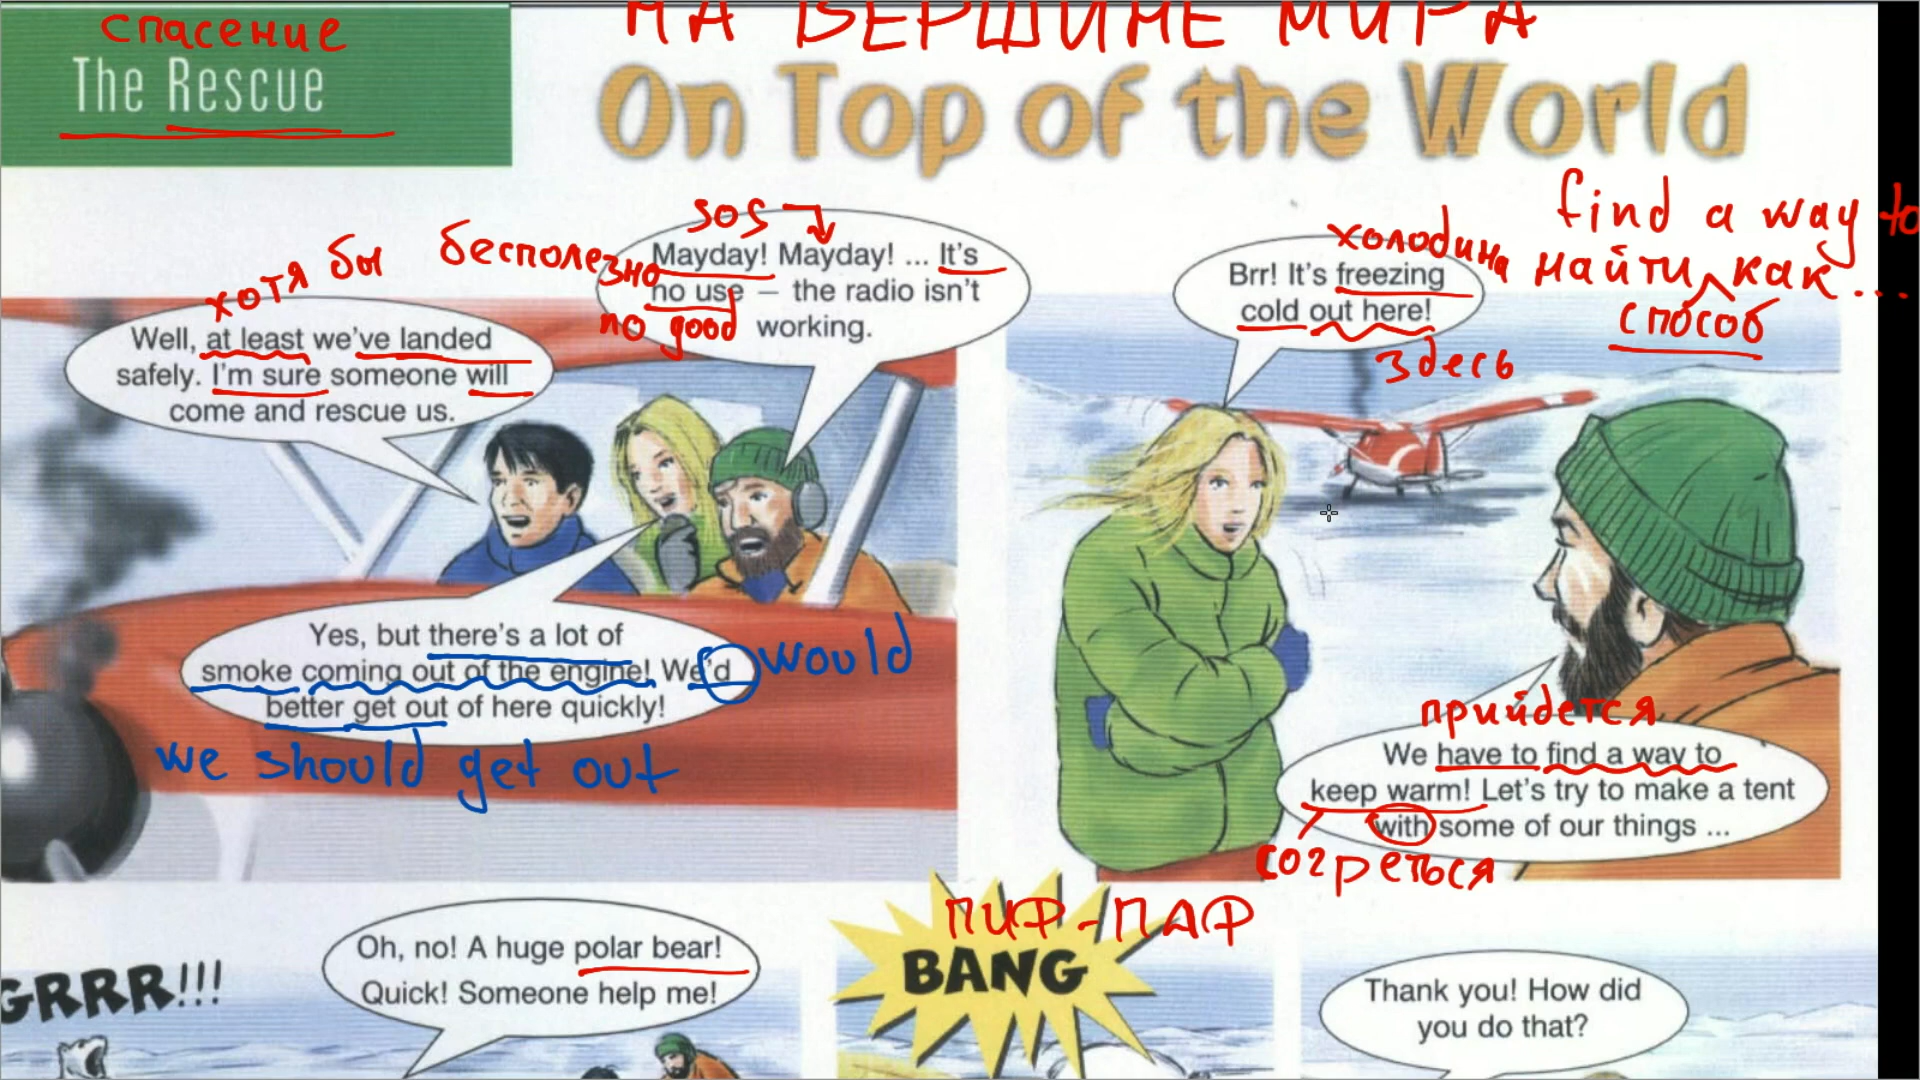 спасение
The Rescue
НА ВЕРШИНЕ МИРА
On Top of the World
хотя бы
Well, at least we've landed
safely. I'm sure someone will
come and rescue us.
SOS
бесполезно
Mayday! Mayday! ... It's
no use – the radio isn't
working.
no good
Yes, but there's a lot of
smoke coming out of the engine! We'd
better get out of here quickly!
would
we should get out
холодина
Brr! It's freezing
cold out here!
здесь
find a way to
найти как...
способ
прийдется
We have to find a way to
keep warm! Let's try to make a tent
with some of our things ...
согреться
GRRR!!!
Oh, no! A huge polar bear!
Quick! Someone help me!
ПИФ-ПАФ
BANG
Thank you! How did
you do that?